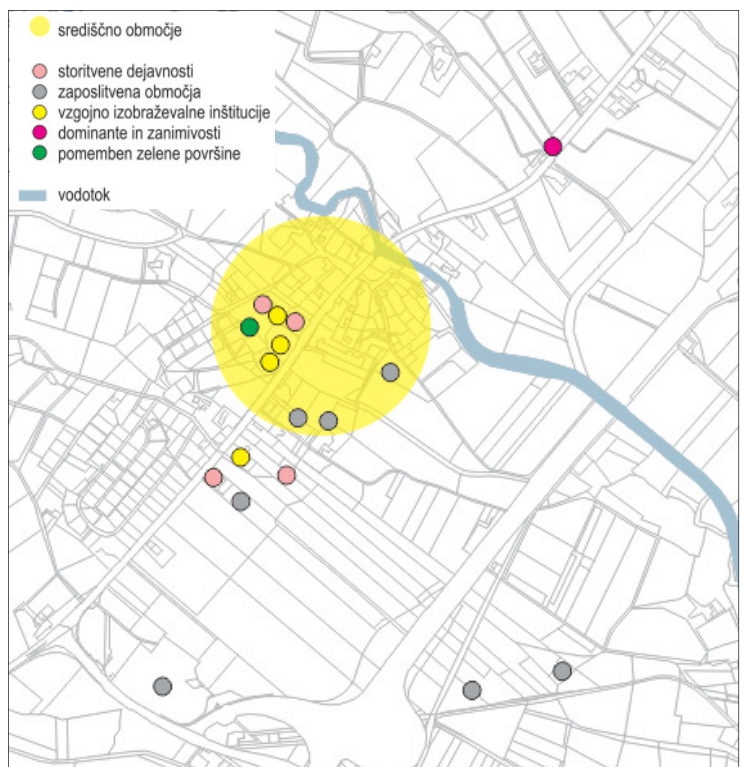 središčno območje
storitvene dejavnosti
zaposlitvena območja
vzgojno izobraževalne inštitucije
dominante in zanimivosti
pomemben zelene površine
vodotok